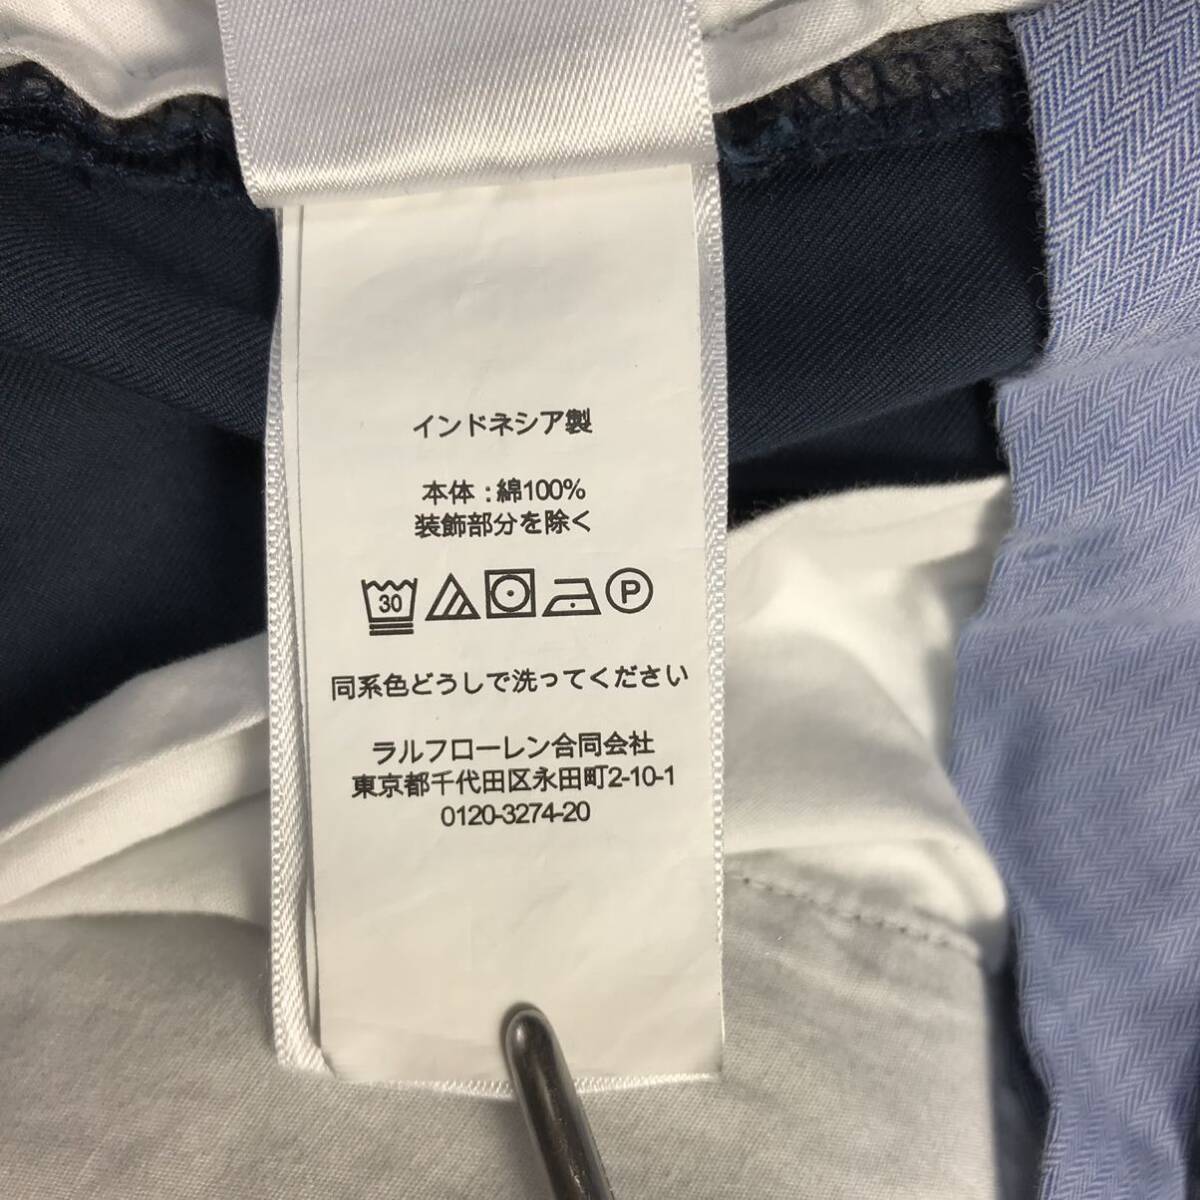 インドネシア製
本体 : 綿100%
装飾部分を除く
30 P
同系色どうしで洗ってください
ラルフローレン合同会社
東京都千代田区永田町2-10-1
0120-3274-20